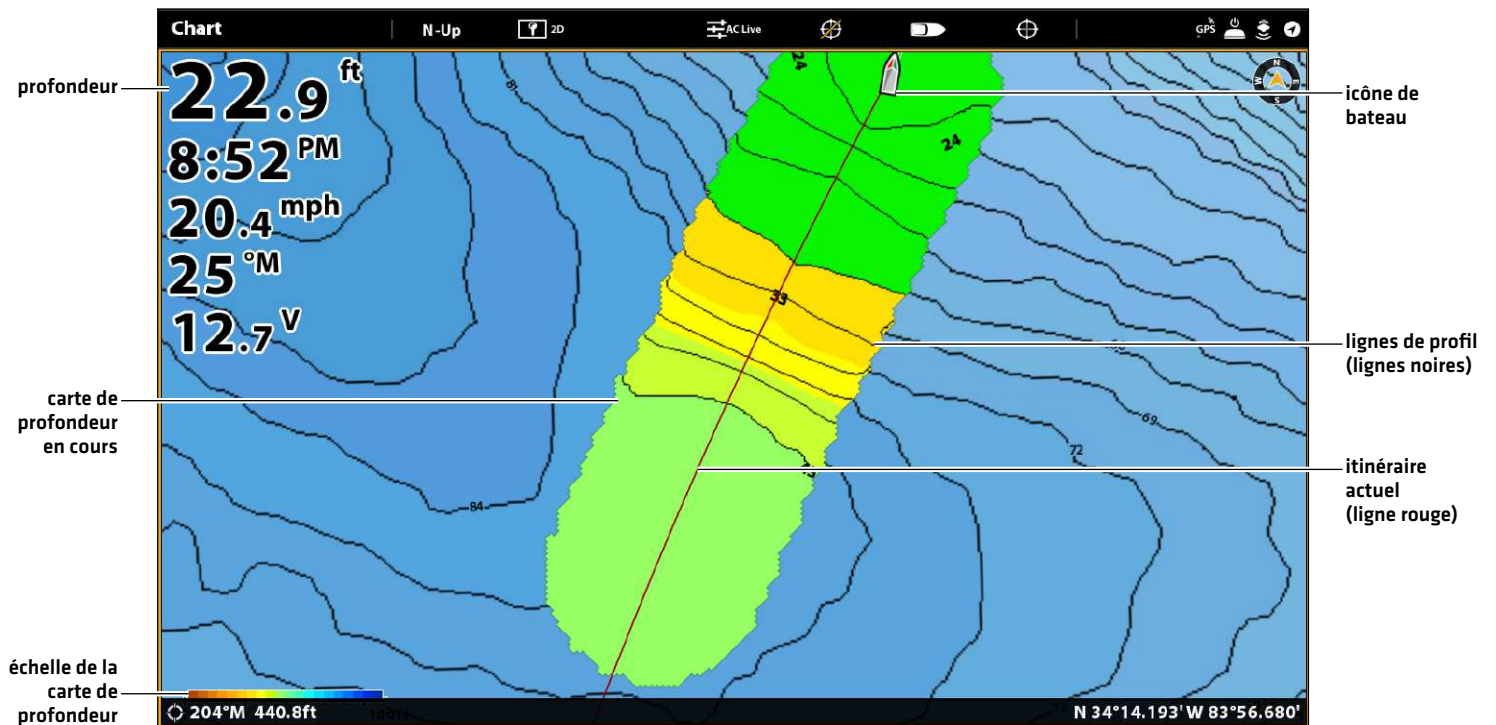 Chart
N-Up
2D
AC Live
GPS
22.9 ft
8:52 PM
20.4 mph
25 °M
12.7 V
profondeur
carte de
profondeur
en cours
échelle de la
carte de
profondeur
icône de
bateau
lignes de profil
(lignes noires)
itinéraire
actuel
(ligne rouge)
N
E
S
W
81
24
24
33
69
72
84
204°M 440.8ft
N 34°14.193' W 83°56.680'